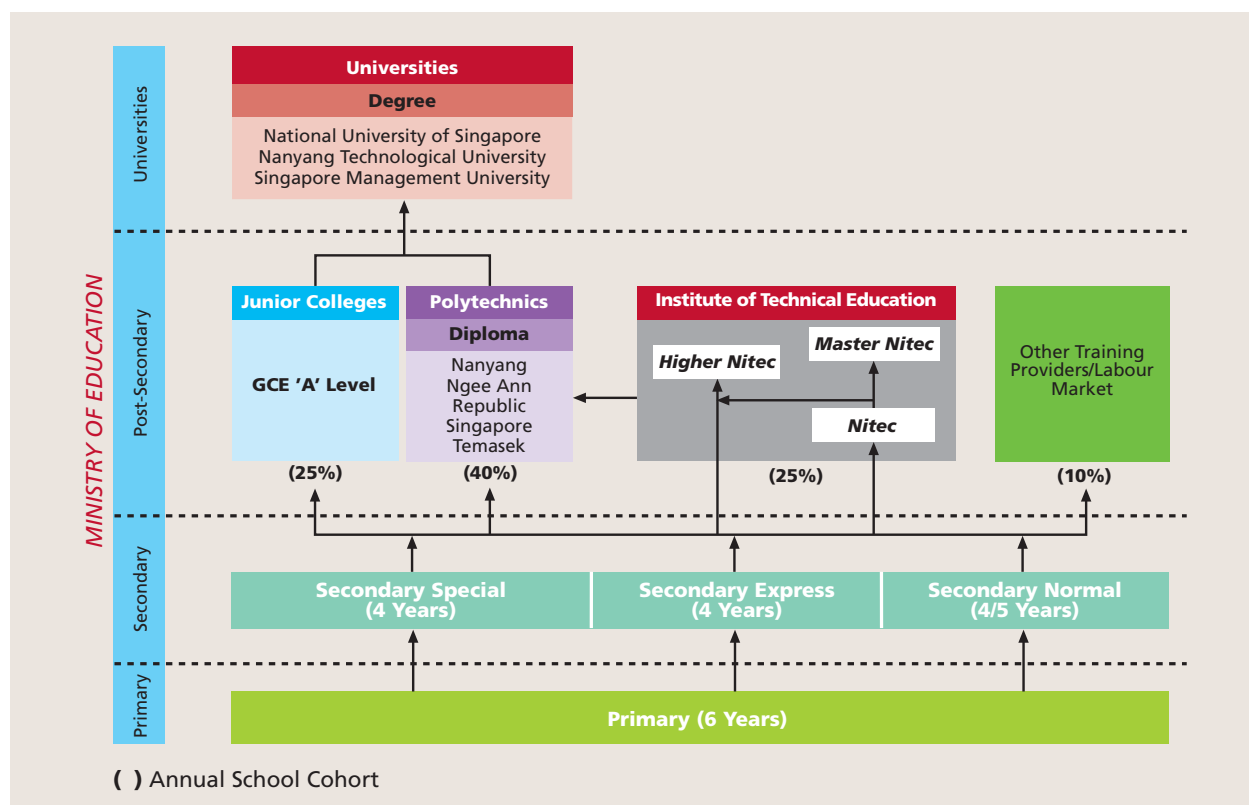 MINISTRY OF EDUCATION
Universities
Universities
Degree
National University of Singapore
Nanyang Technological University
Singapore Management University
Post-Secondary
Junior Colleges
GCE 'A' Level
(25%)
Polytechnics
Diploma
Nanyang
Ngee Ann
Republic
Singapore
Temasek
(40%)
Institute of Technical Education
Higher Nitec
Master Nitec
Nitec
(25%)
Other Training
Providers/Labour
Market
(10%)
Secondary
Secondary Special
(4 Years)
Secondary Express
(4 Years)
Secondary Normal
(4/5 Years)
Primary
Primary (6 Years)
( ) Annual School Cohort